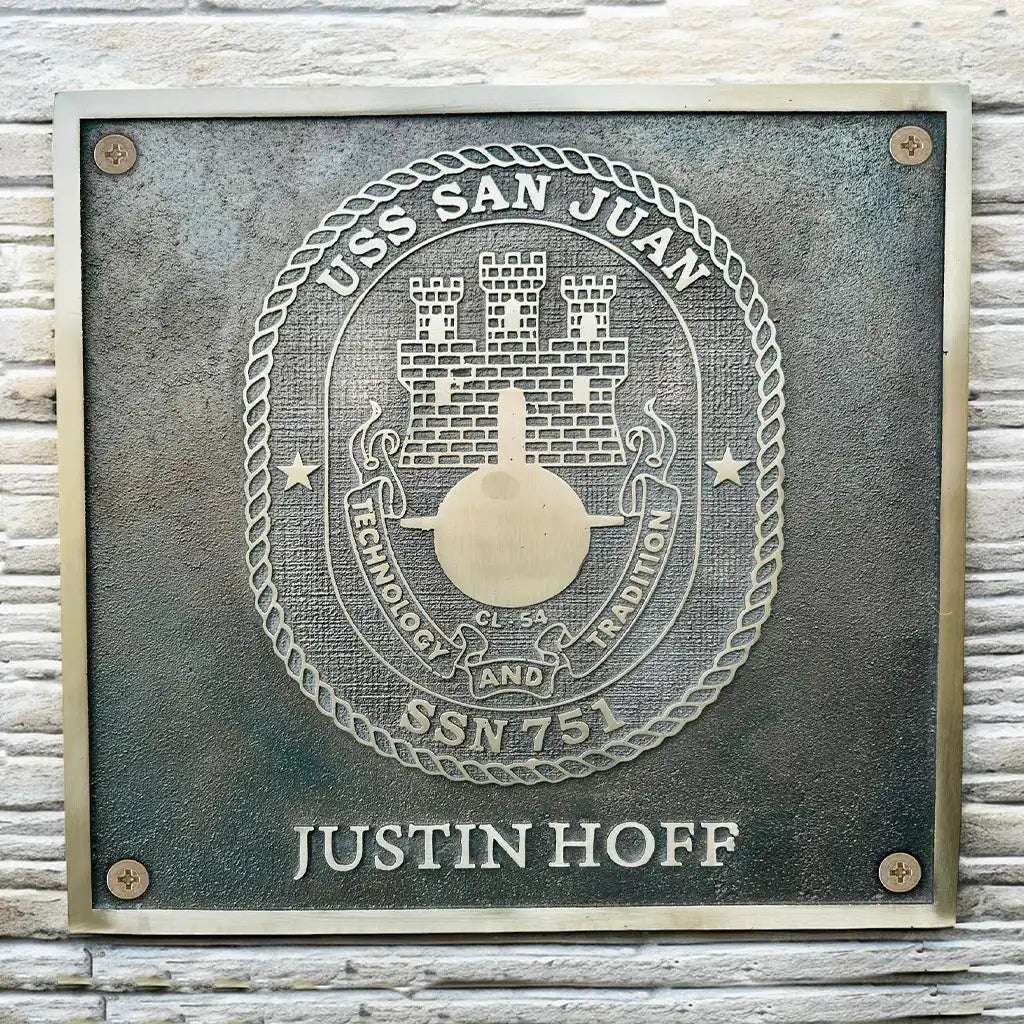 USS SAN JUAN
TECHNOLOGY
AND
TRADITION
CL-54
SSN 751
JUSTIN HOFF